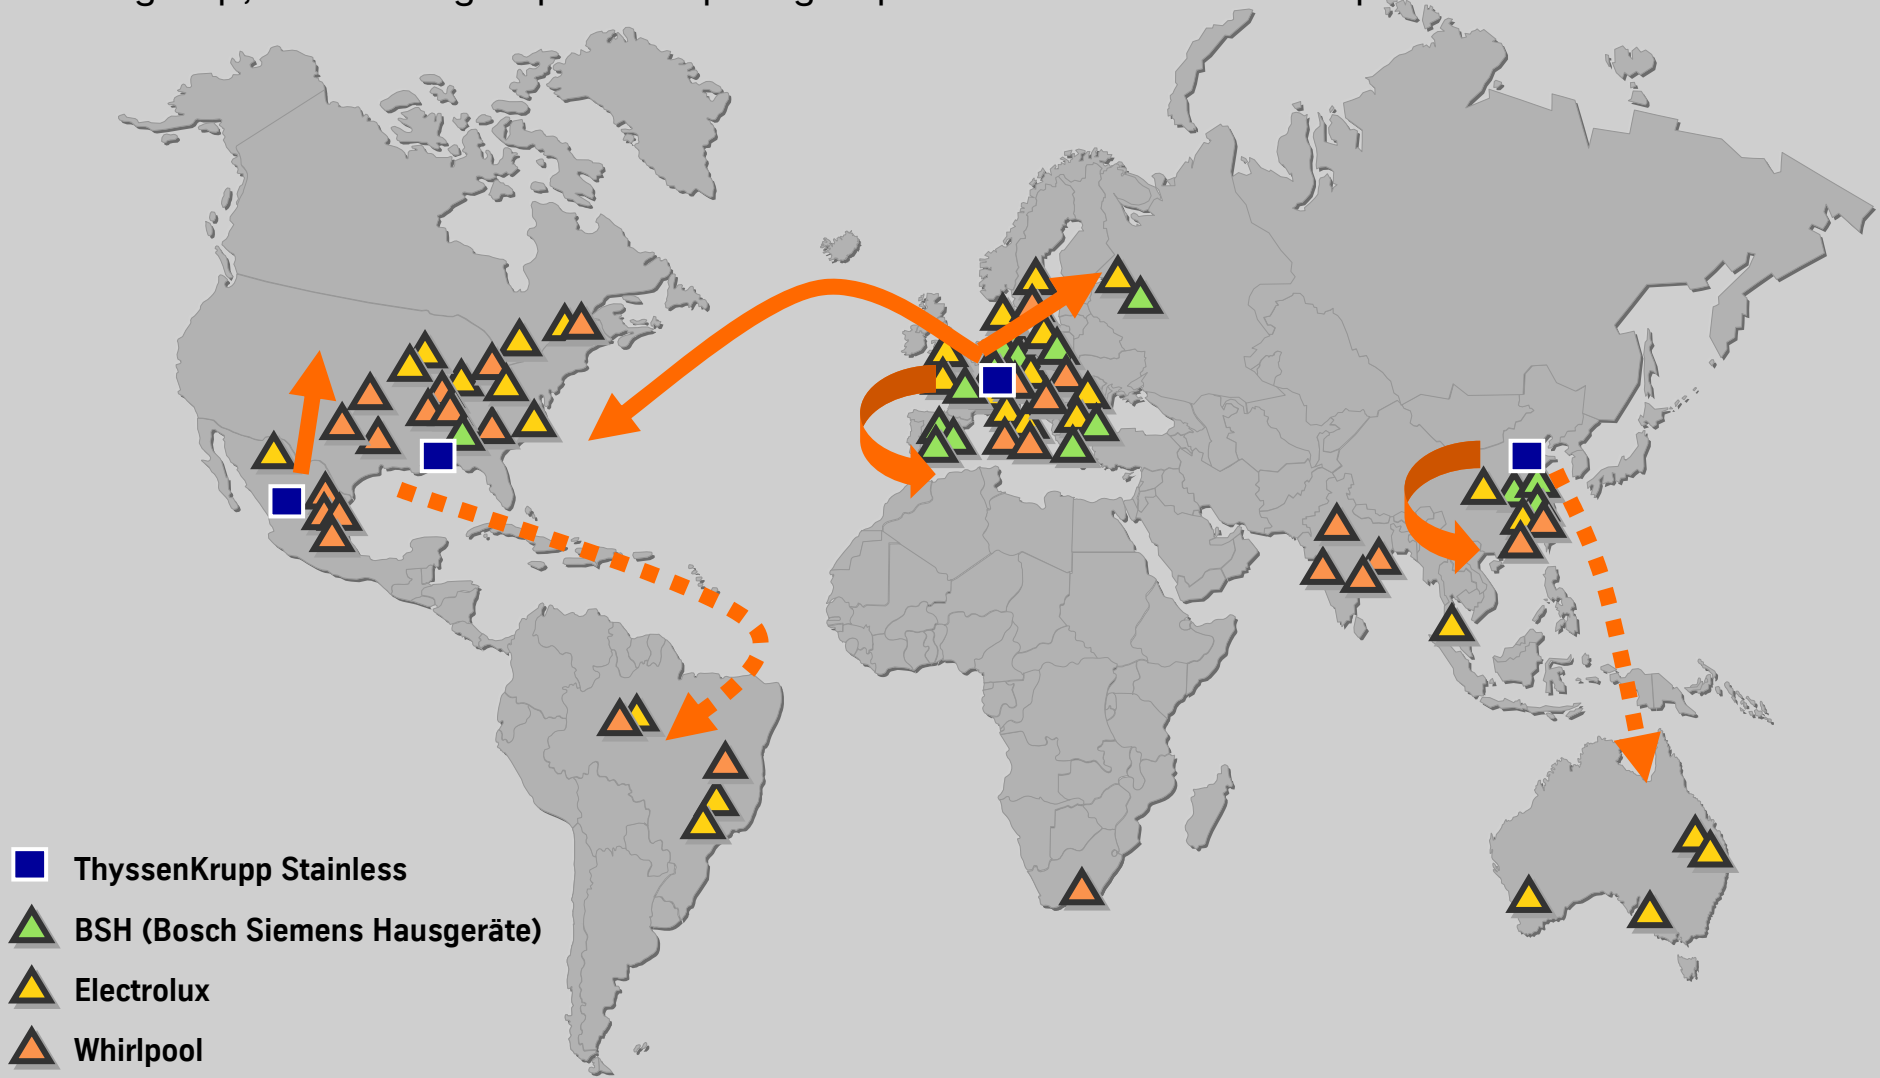 ThyssenKrupp Stainless
BSH (Bosch Siemens Hausgeräte)
Electrolux
Whirlpool